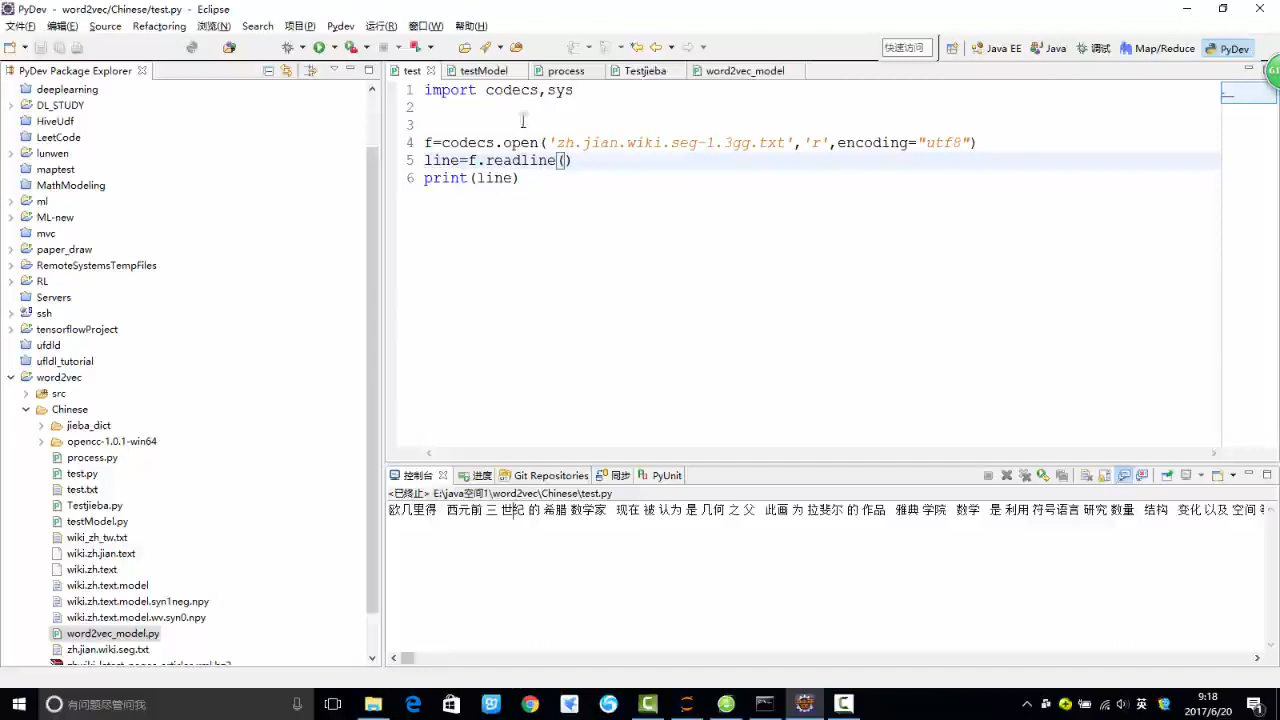 PyDev - word2vec/Chinese/test.py - Eclipse
文件(F) 编辑(E) Source Refactoring 浏览(N) Search 项目(P) Pydev 运行(R) 窗口(W) 帮助(H)
快速访问 Java EE Java 调试 Map/Reduce PyDev
PyDev Package Explorer
deeplearning
DL_STUDY
HiveUdf
LeetCode
lunwen
maptest
MathModeling
ml
ML-new
mvc
paper_draw
RemoteSystemsTempFiles
RL
Servers
ssh
tensorflowProject
ufdld
ufldl_tutorial
word2vec
src
Chinese
jieba_dict
opencc-1.0.1-win64
process.py
test.py
test.txt
Testjieba.py
testModel.py
wiki_zh_tw.txt
wiki.zh.jian.text
wiki.zh.text
wiki.zh.text.model
wiki.zh.text.model.syn1neg.npy
wiki.zh.text.model.wv.syn0.npy
word2vec_model.py
zh.jian.wiki.seg.txt
test testModel process Testjieba word2vec_model
61
1 import codecs,sys
2
3
4 f=codecs.open('zh.jian.wiki.seg-1.3gg.txt','r',encoding="utf8")
5 line=f.readline()
6 print(line)
控制台 进度 Git Repositories 同步 PyUnit
<已终止> E:\java空间1\word2vec\Chinese\test.py
欧几里得 西元前 三 世纪 的 希腊 数学家 现在 被 认为 是 几何 之 父 此画 为 拉斐尔 的 作品 雅典 学院 数学 是 利用 符号语言 研究 数量 结构 变化 以及 空间
有问题尽管问我
英
9:18
2017/6/20